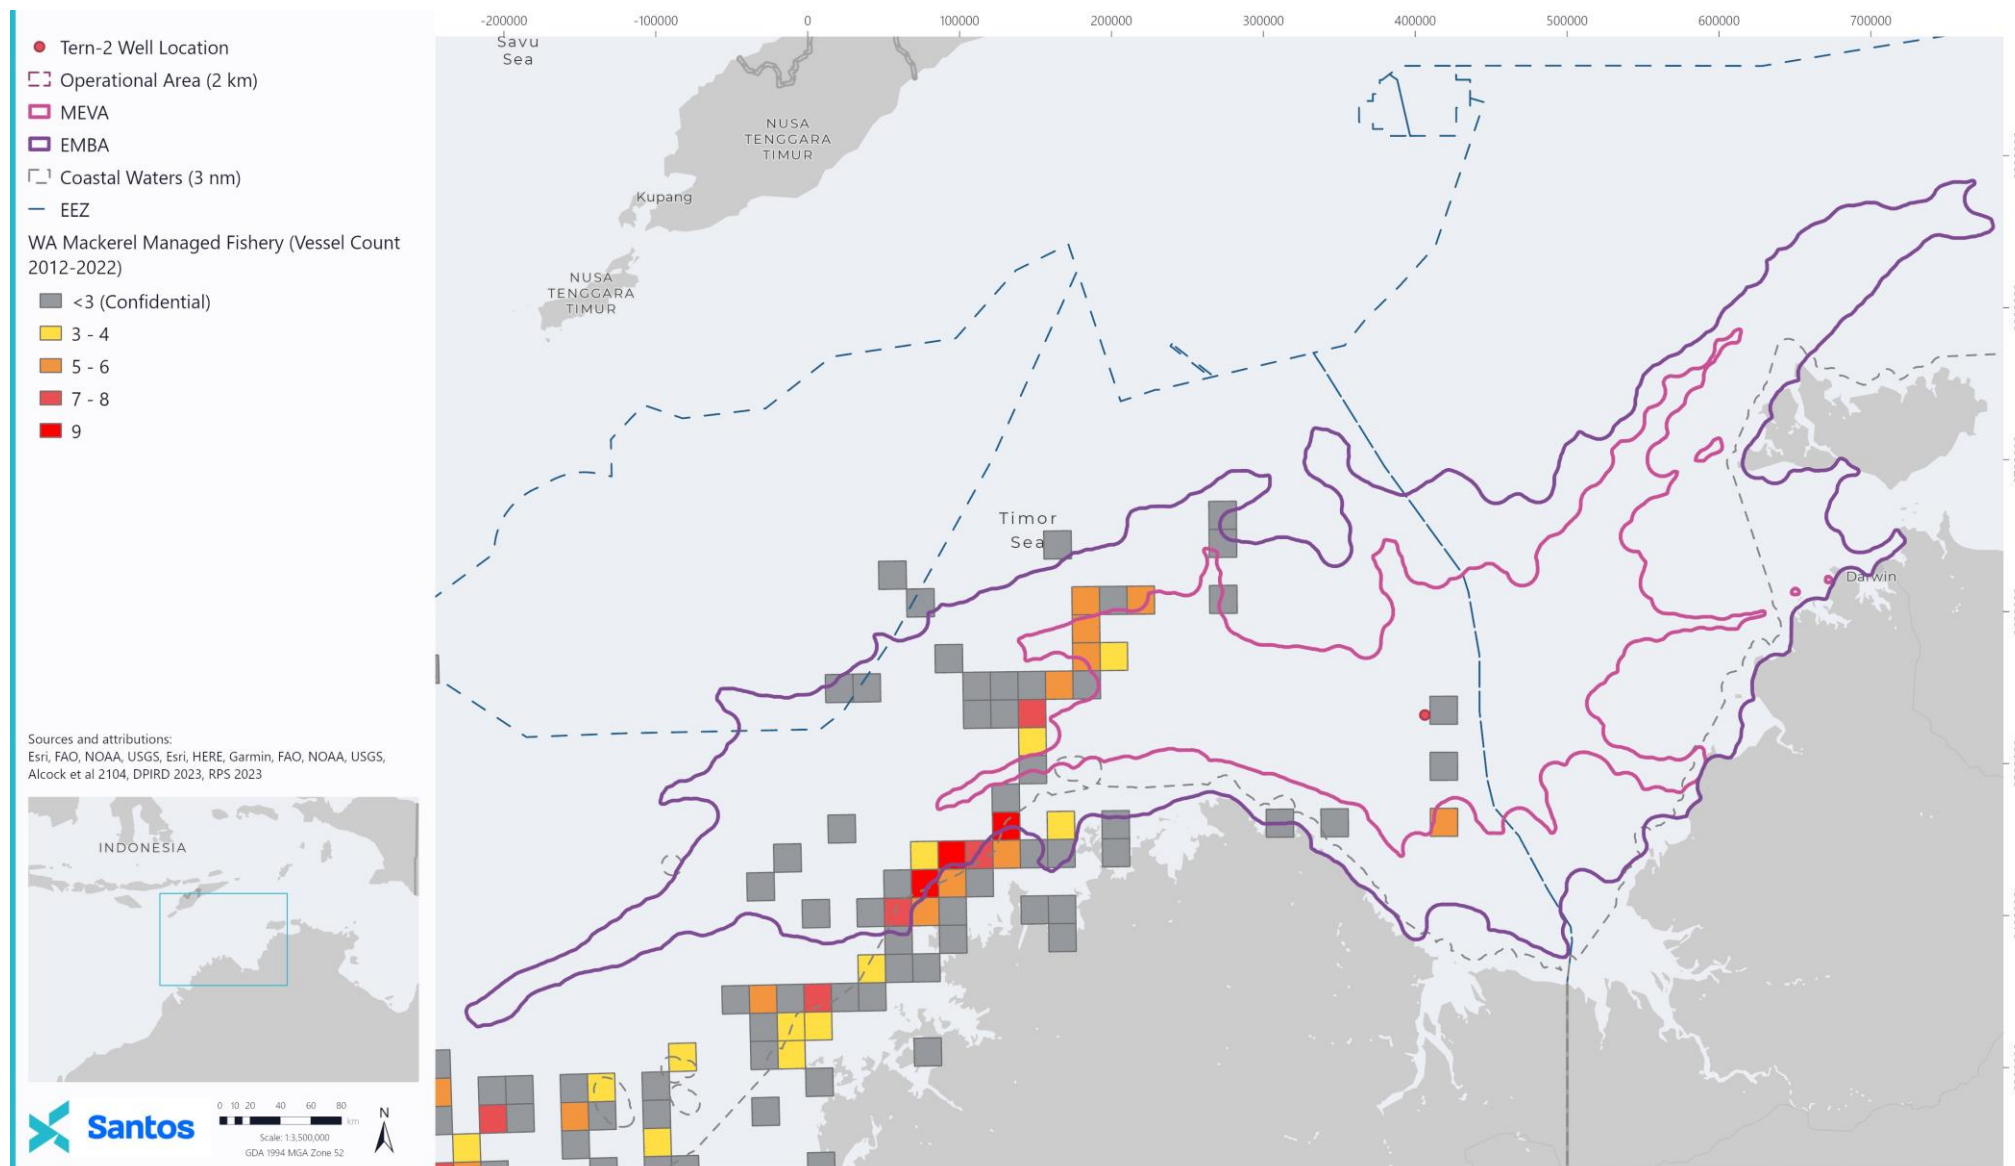 -200000 -100000 0 100000 200000 300000 400000 500000 600000 700000
Tern-2 Well Location
Operational Area (2 km)
MEVA
EMBA
Coastal Waters (3 nm)
EEZ
WA Mackerel Managed Fishery (Vessel Count
2012-2022)
<3 (Confidential)
3 - 4
5 - 6
7 - 8
9
Sources and attributions:
Esri, FAO, NOAA, USGS, Esri, HERE, Garmin, FAO, NOAA, USGS,
Alcock et al 2104, DPIRD 2023, RPS 2023
INDONESIA
Santos
0 10 20 40 60 80
km
Scale: 1:3,500,000
GDA 1994 MGA Zone 52
N
Savu
Sea
NUSA
TENGGARA
TIMUR
Kupang
NUSA
TENGGARA
TIMUR
Timor
Sea
Darwin